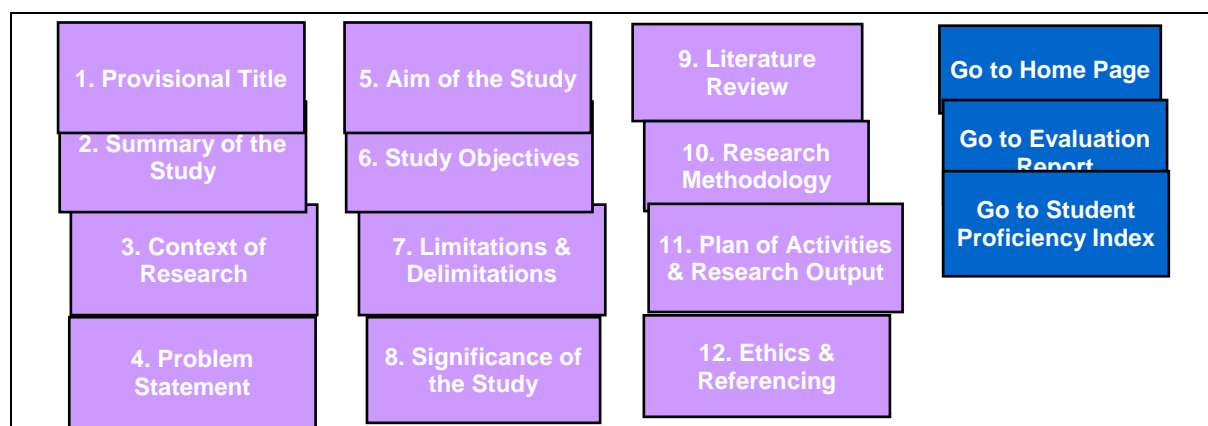 1. Provisional Title
2. Summary of the
Study
3. Context of
Research
4. Problem
Statement
5. Aim of the Study
6. Study Objectives
7. Limitations &
Delimitations
8. Significance of
the Study
9. Literature
Review
10. Research
Methodology
11. Plan of Activities
& Research Output
12. Ethics &
Referencing
Go to Home Page
Go to Evaluation
Report
Go to Student
Proficiency Index